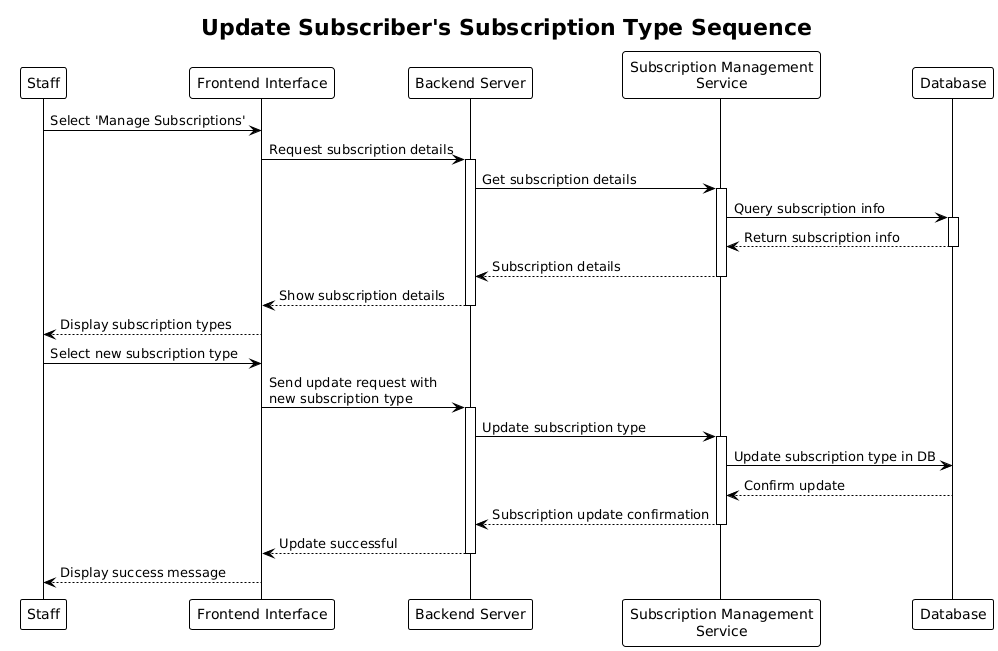 Update Subscriber's Subscription Type Sequence
Staff
Frontend Interface
Backend Server
Subscription Management
Service
Database
Select 'Manage Subscriptions'
Request subscription details
Get subscription details
Query subscription info
Return subscription info
Subscription details
Show subscription details
Display subscription types
Select new subscription type
Send update request with
new subscription type
Update subscription type
Update subscription type in DB
Confirm update
Subscription update confirmation
Update successful
Display success message
Staff
Frontend Interface
Backend Server
Subscription Management
Service
Database